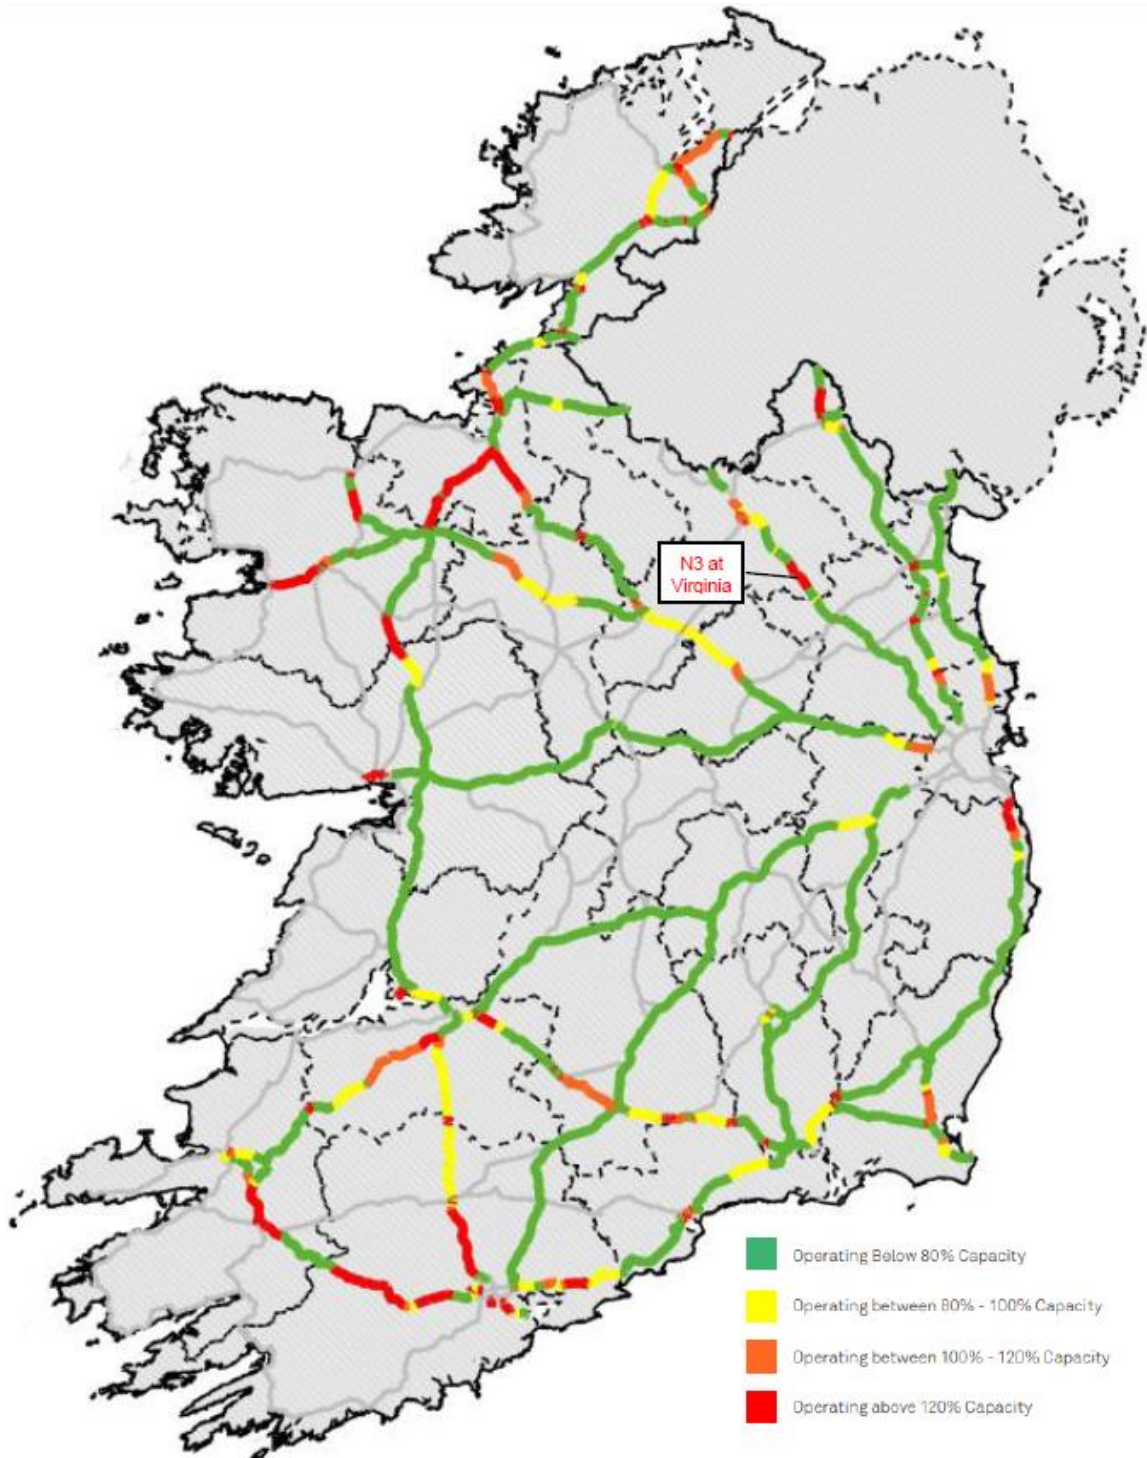 N3 at
Virginia
Operating Below 80% Capacity
Operating between 80% - 100% Capacity
Operating between 100% - 120% Capacity
Operating above 120% Capacity